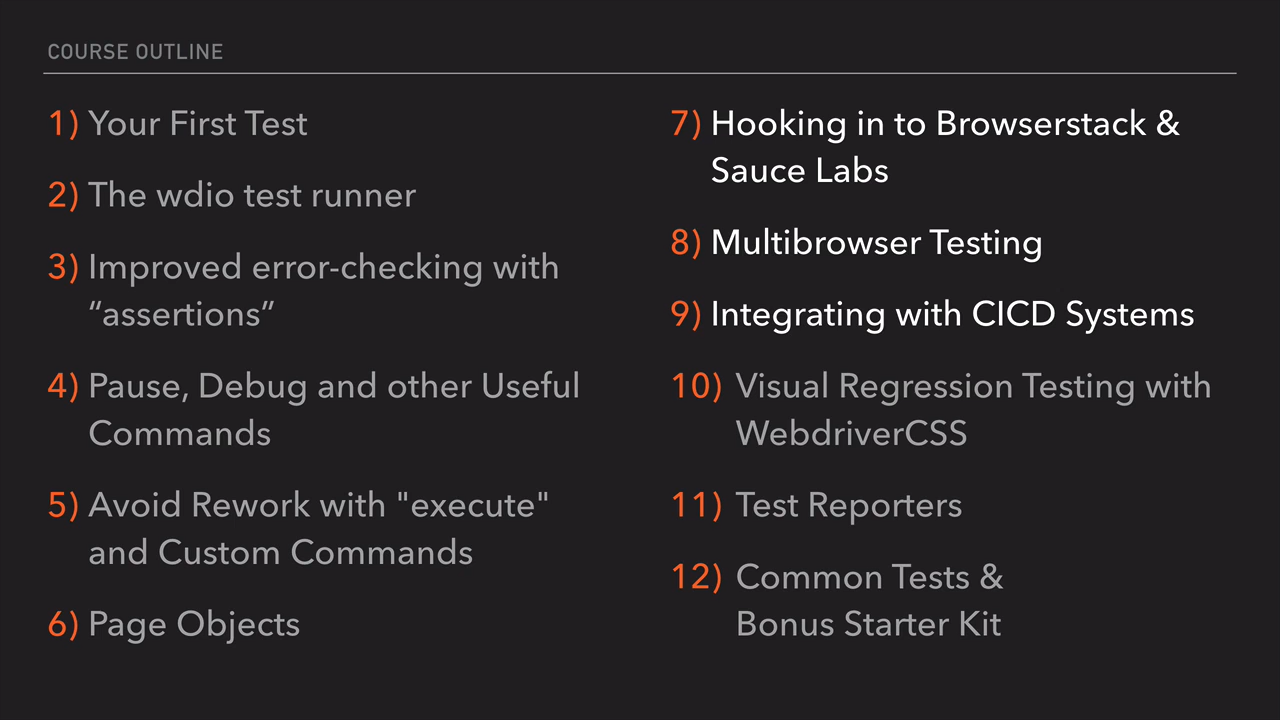 COURSE OUTLINE
1) Your First Test
2) The wdio test runner
3) Improved error-checking with
“assertions”
4) Pause, Debug and other Useful
Commands
5) Avoid Rework with "execute"
and Custom Commands
6) Page Objects
7) Hooking in to Browserstack &
Sauce Labs
8) Multibrowser Testing
9) Integrating with CICD Systems
10) Visual Regression Testing with
WebdriverCSS
11) Test Reporters
12) Common Tests &
Bonus Starter Kit